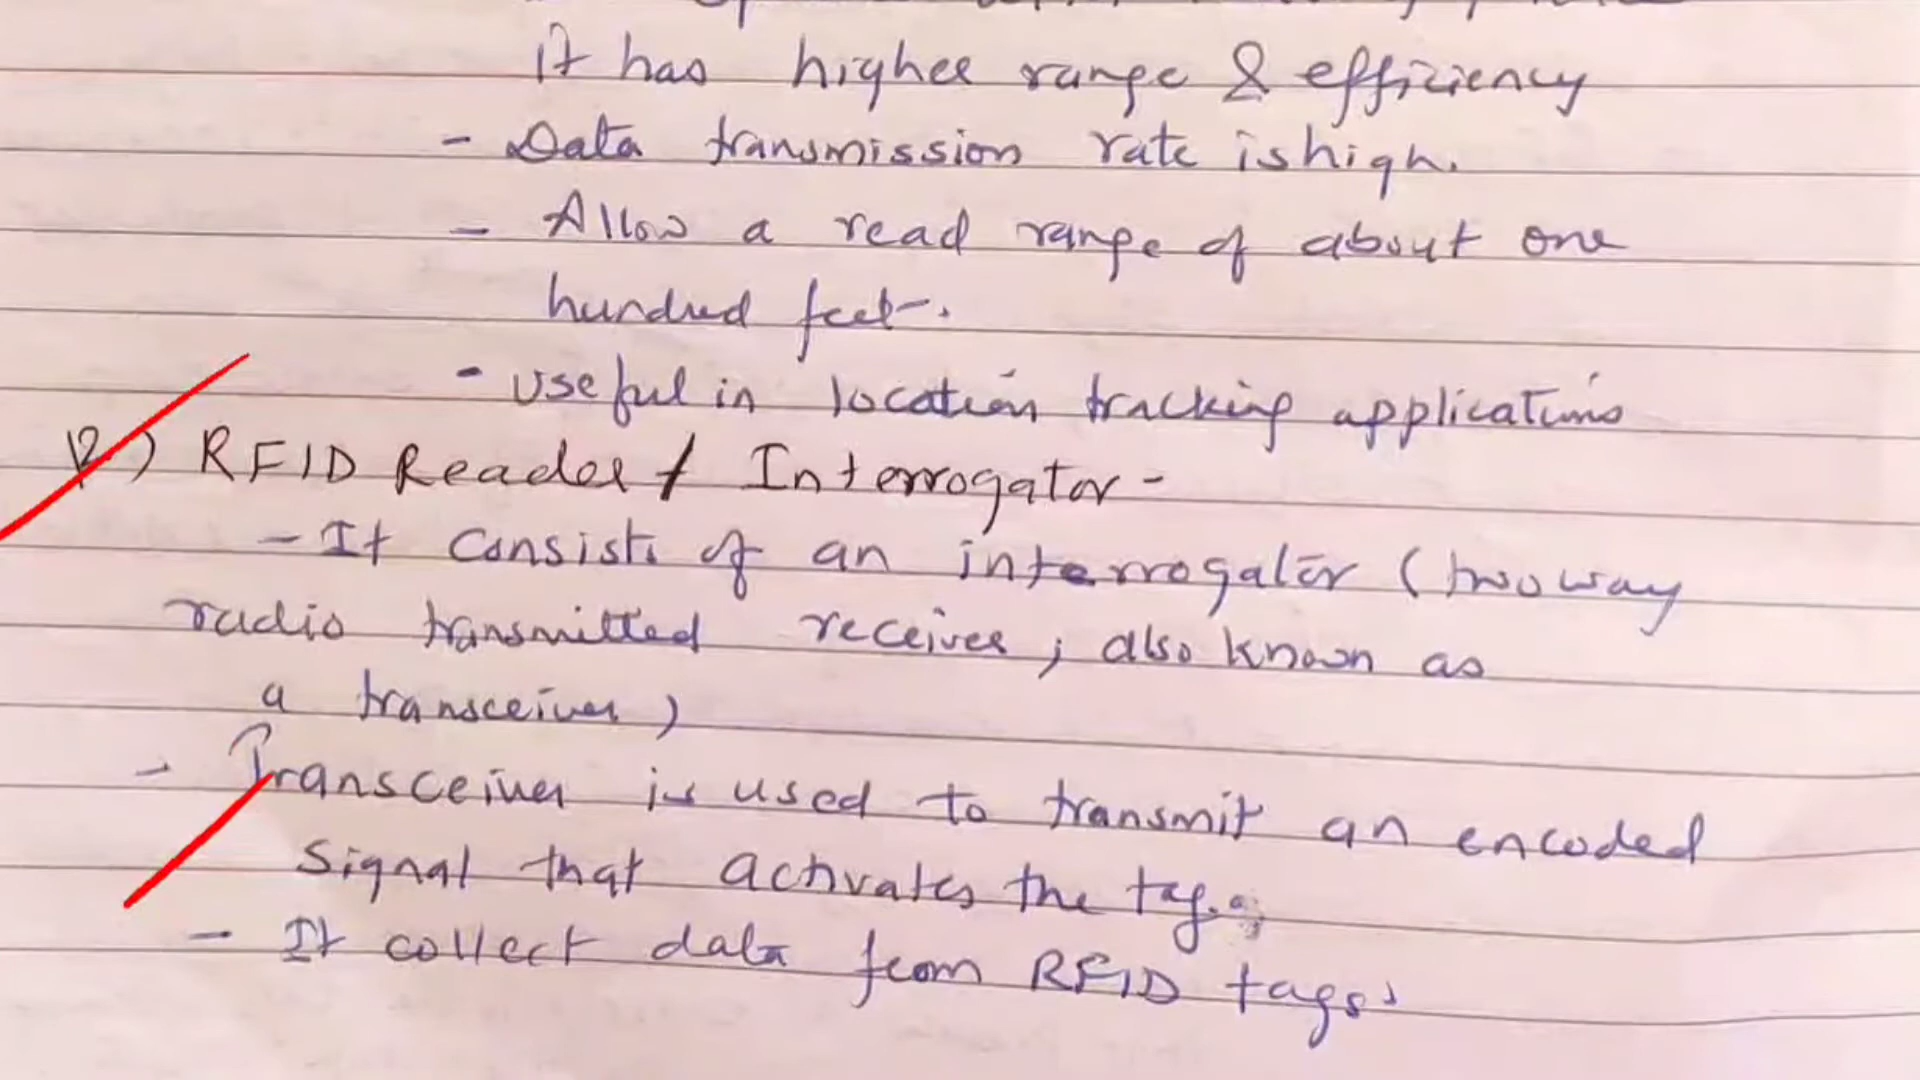 it has higher range & efficiency
- Data transmission rate is high.
- Allow a read range of about one
hundred feet.
- Useful in location tracking applications
2) RFID Reader / Interrogator -
- It consists of an interrogator (two way
radio transmitted receiver; also known as
a transceiver)
- Transceiver is used to transmit an encoded
signal that activates the tag.
- It collect data from RFID tags.